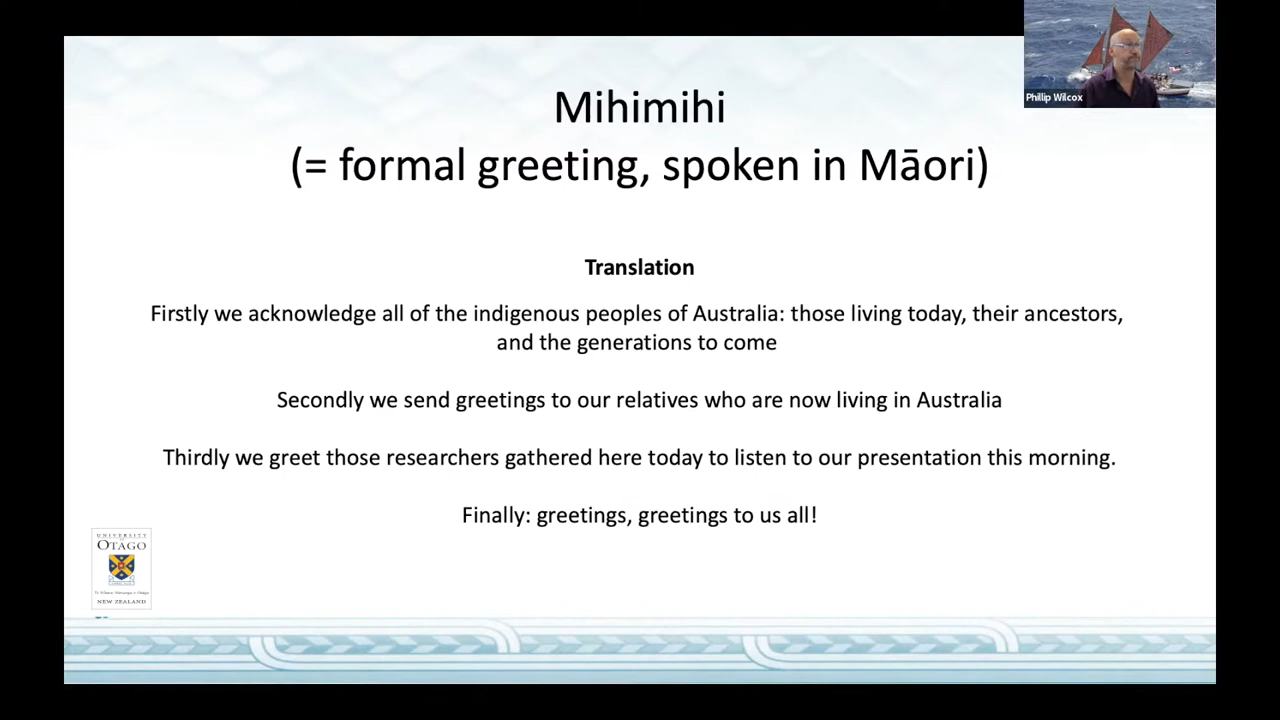 Phillip Wilcox
Mihimihi
(= formal greeting, spoken in Māori)
Translation
Firstly we acknowledge all of the indigenous peoples of Australia: those living today, their ancestors,
and the generations to come
Secondly we send greetings to our relatives who are now living in Australia
Thirdly we greet those researchers gathered here today to listen to our presentation this morning.
Finally: greetings, greetings to us all!
UNIVERSITY
OTAGO
NEW ZEALAND